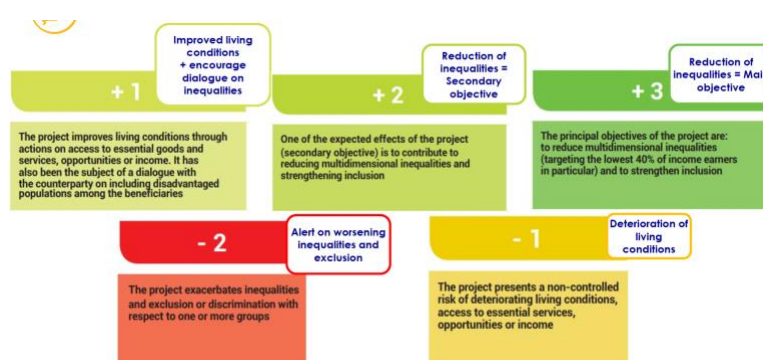 + 1
Improved living
conditions
+ encourage
dialogue on
inequalities
The project improves living conditions through
actions on access to essential goods and
services, opportunities or income. It has
also been the subject of a dialogue with
the counterparty on including disadvantaged
populations among the beneficiaries
+ 2
Reduction of
inequalities =
Secondary
objective
One of the expected effects of the project
(secondary objective) is to contribute to
reducing multidimensional inequalities and
strengthening inclusion
+ 3
Reduction of
inequalities = Mai
objective
The principal objectives of the project are:
to reduce multidimensional inequalities
(targeting the lowest 40% of income earners
in particular) and to strengthen inclusion
- 2
Alert on worsening
inequalities and
exclusion
The project exacerbates inequalities
and exclusion or discrimination with
respect to one or more groups
- 1
Deterioration of
living
conditions
The project presents a non-controlled
risk of deteriorating living conditions,
access to essential services,
opportunities or income